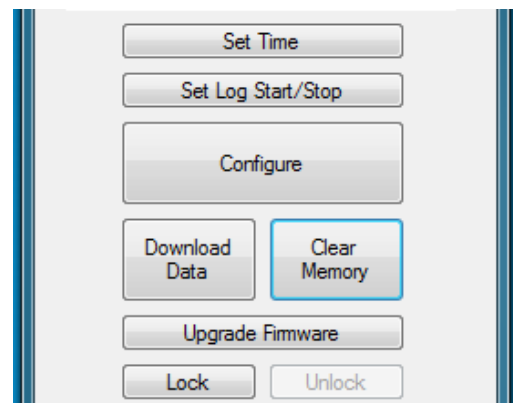 Set Time
Set Log Start/Stop
Configure
Download
Data
Clear
Memory
Upgrade Firmware
Lock
Unlock